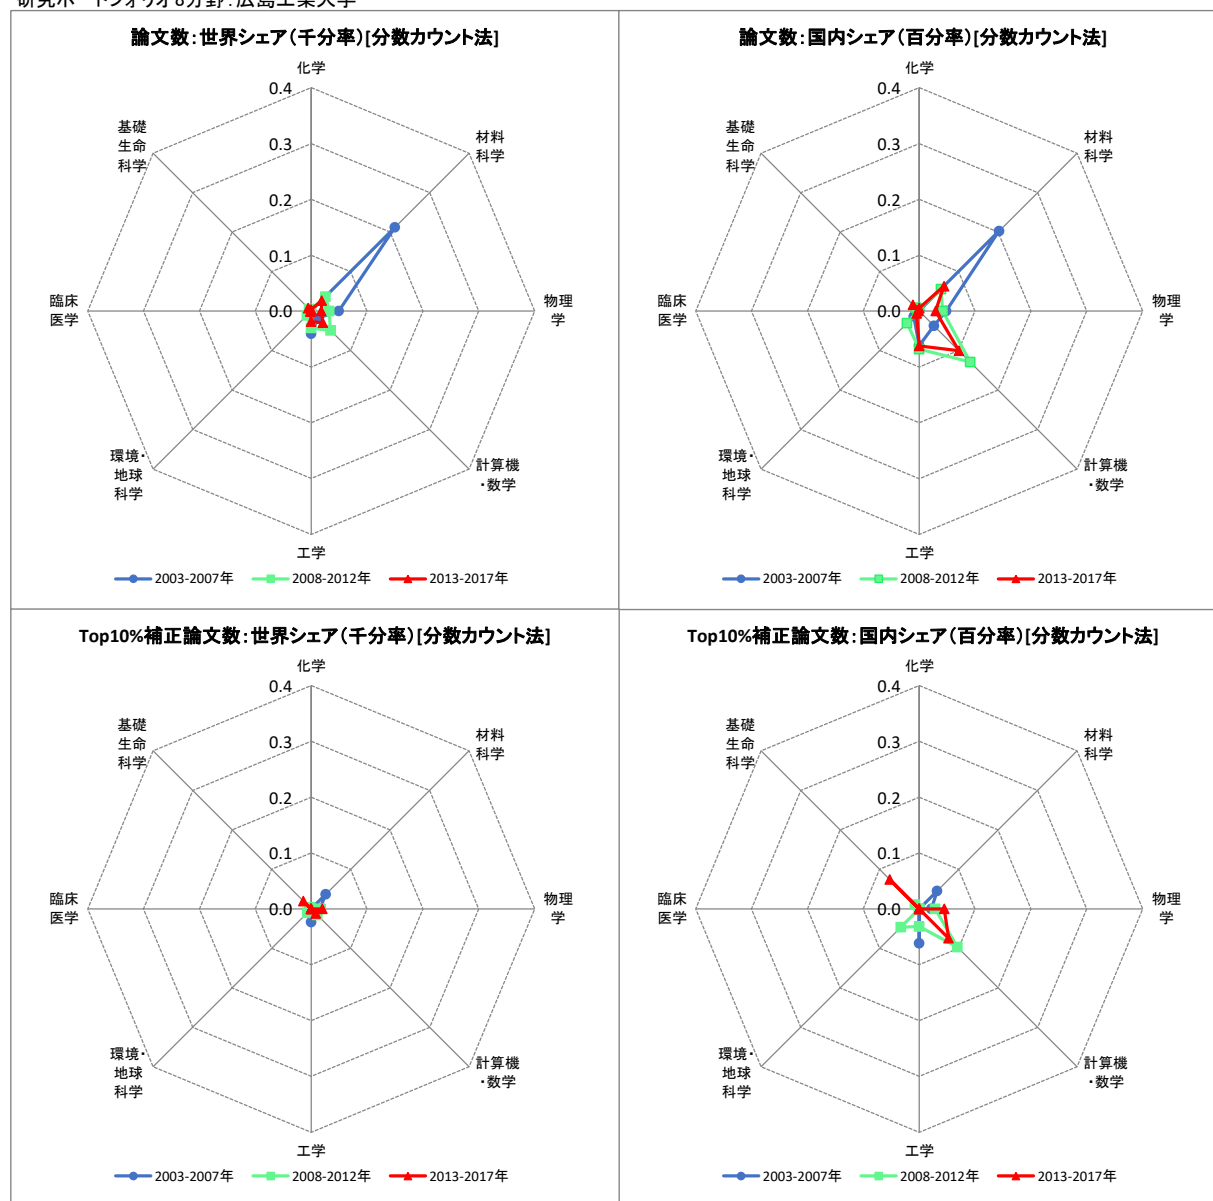 研究ポートフォリオ8分野：広島工業大学
論文数：世界シェア（千分率）[分数カウント法]
化学
0.4
0.3
0.2
0.1
0.0
基礎
生命
科学
材料
科学
臨床
医学
物理
学
環境・
地球
科学
計算機
・数学
工学
2003-2007年 2008-2012年 2013-2017年
論文数：国内シェア（百分率）[分数カウント法]
化学
0.4
0.3
0.2
0.1
0.0
基礎
生命
科学
材料
科学
臨床
医学
物理
学
環境・
地球
科学
計算機
・数学
工学
2003-2007年 2008-2012年 2013-2017年
Top10%補正論文数：世界シェア（千分率）[分数カウント法]
化学
0.4
0.3
0.2
0.1
0.0
基礎
生命
科学
材料
科学
臨床
医学
物理
学
環境・
地球
科学
計算機
・数学
工学
2003-2007年 2008-2012年 2013-2017年
Top10%補正論文数：国内シェア（百分率）[分数カウント法]
化学
0.4
0.3
0.2
0.1
0.0
基礎
生命
科学
材料
科学
臨床
医学
物理
学
環境・
地球
科学
計算機
・数学
工学
2003-2007年 2008-2012年 2013-2017年